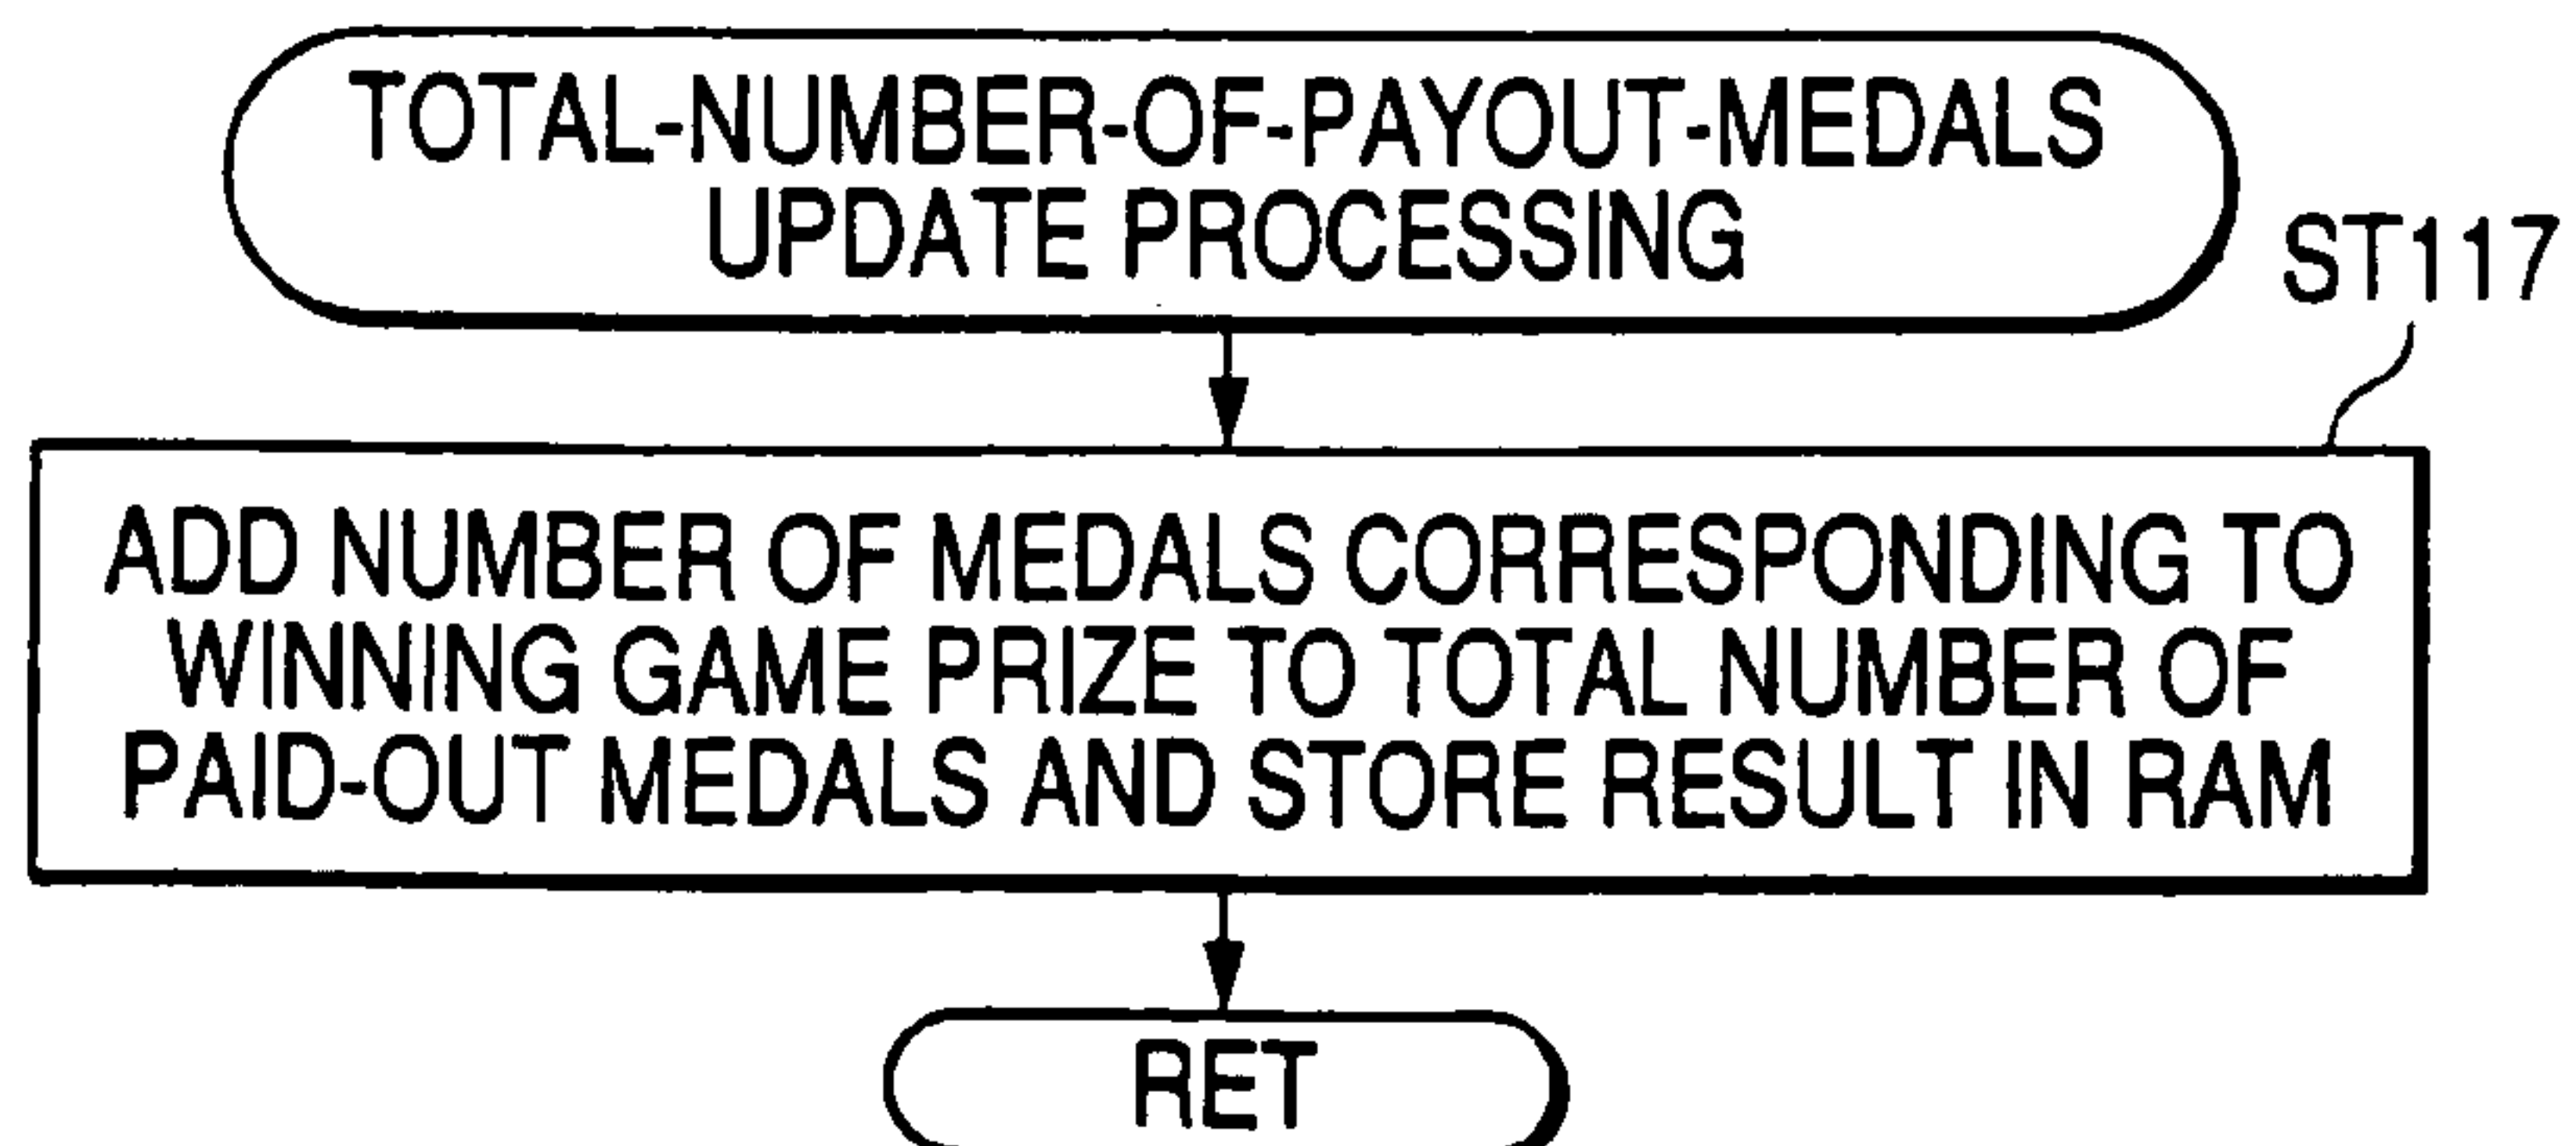 TOTAL-NUMBER-OF-PAYOUT-MEDALS
UPDATE PROCESSING
ST117
ADD NUMBER OF MEDALS CORRESPONDING TO
WINNING GAME PRIZE TO TOTAL NUMBER OF
PAID-OUT MEDALS AND STORE RESULT IN RAM
RET